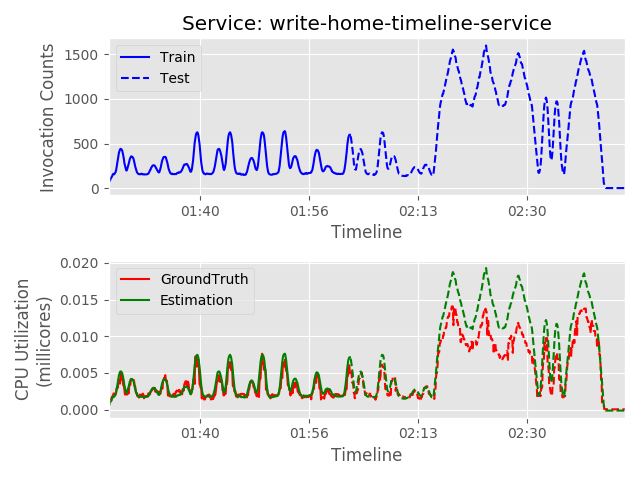 Service: write-home-timeline-service
Invocation Counts
1500
1000
500
0
Train
Test
01:40
01:56
02:13
02:30
Timeline
CPU Utilization
(millicores)
0.020
0.015
0.010
0.005
0.000
GroundTruth
Estimation
01:40
01:56
02:13
02:30
Timeline